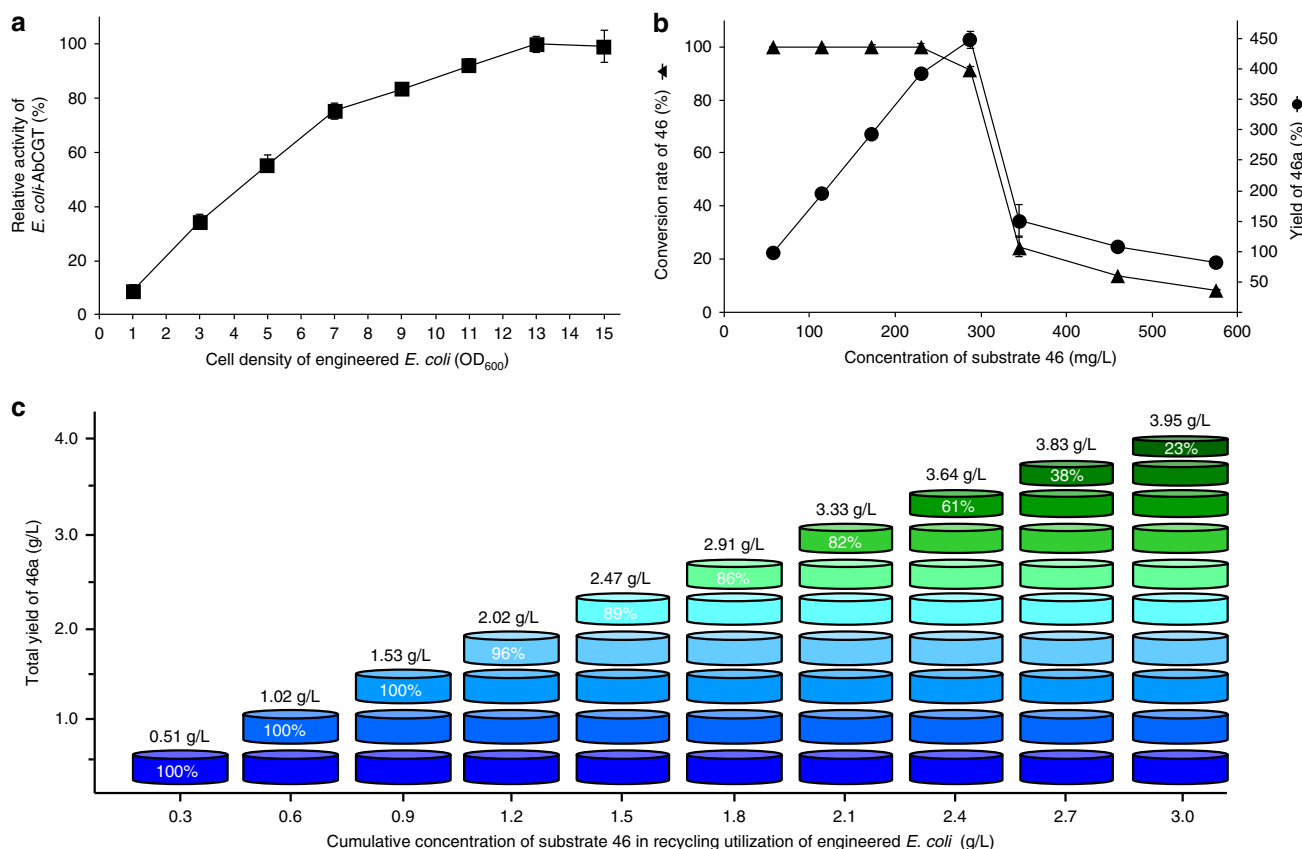 a
Relative activity of
E. coli-AbCGT (%)
100
80
60
40
20
0
0 1 2 3 4 5 6 7 8 9 10 11 12 13 14 15
Cell density of engineered E. coli (OD600)
b
Conversion rate of 46 (%)
100
80
60
40
20
0
450
400
350
300
250
200
150
100
50
Yield of 46a (%)
0 100 200 300 400 500 600
Concentration of substrate 46 (mg/L)
c
Total yield of 46a (g/L)
4.0
3.0
2.0
1.0
0.51 g/L
100%
1.02 g/L
100%
1.53 g/L
100%
2.02 g/L
96%
2.47 g/L
89%
2.91 g/L
86%
3.33 g/L
82%
3.64 g/L
61%
3.83 g/L
38%
3.95 g/L
23%
0.3 0.6 0.9 1.2 1.5 1.8 2.1 2.4 2.7 3.0
Cumulative concentration of substrate 46 in recycling utilization of engineered E. coli (g/L)